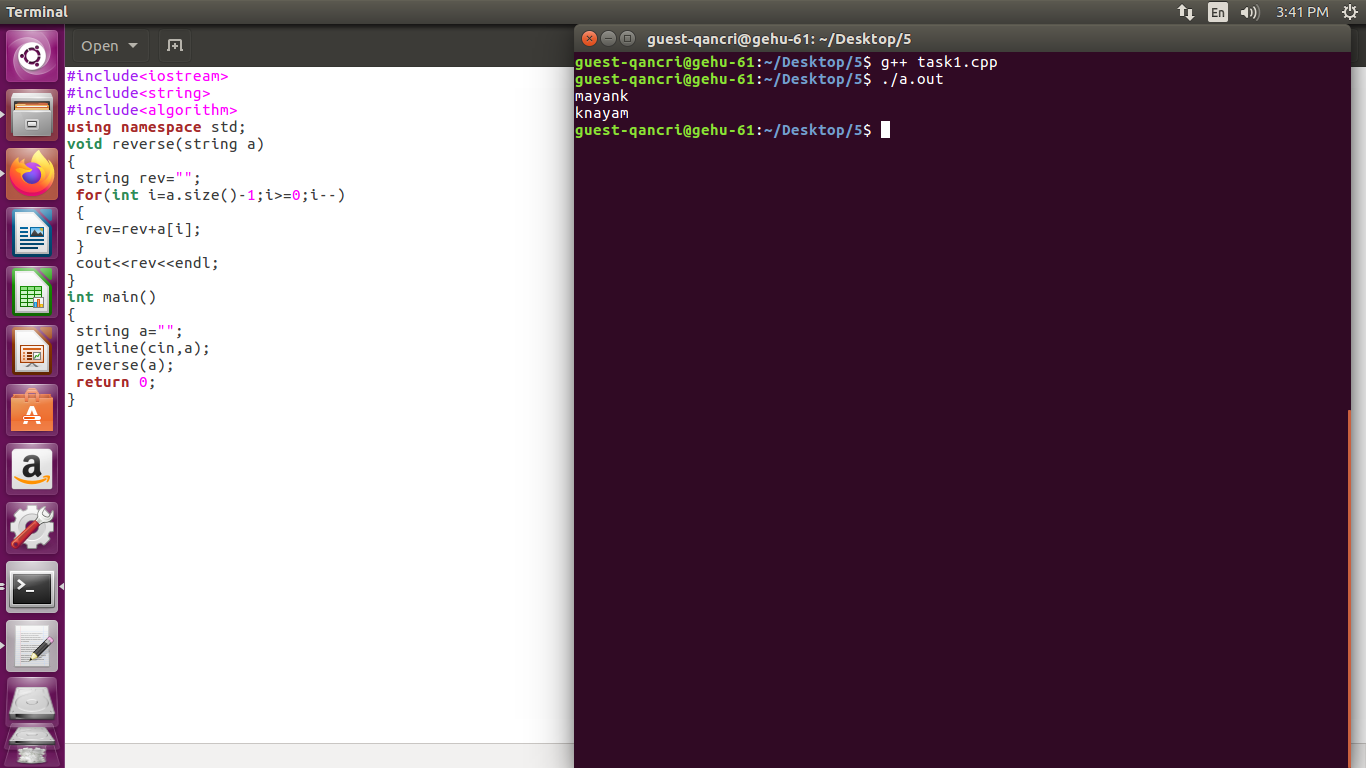 Terminal
En
3:41 PM
Open
#include<iostream>
#include<string>
#include<algorithm>
using namespace std;
void reverse(string a)
{
 string rev="";
 for(int i=a.size()-1;i>=0;i--)
 {
  rev=rev+a[i];
 }
 cout<<rev<<endl;
}
int main()
{
 string a="";
 getline(cin,a);
 reverse(a);
 return 0;
}
guest-qancri@gehu-61: ~/Desktop/5
guest-qancri@gehu-61:~/Desktop/5$ g++ task1.cpp
guest-qancri@gehu-61:~/Desktop/5$ ./a.out
mayank
knayam
guest-qancri@gehu-61:~/Desktop/5$